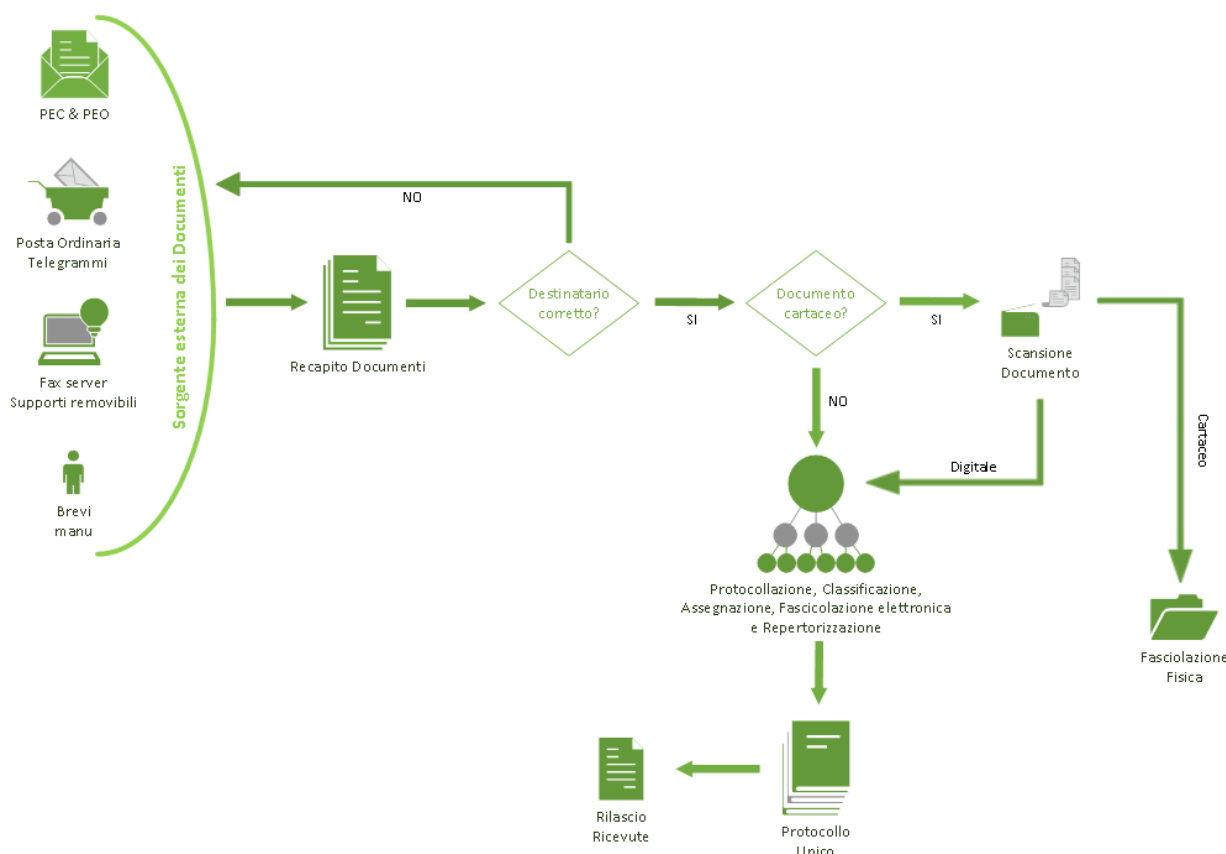 PEC & PEO
Posta Ordinaria
Telegrammi
Fax server
Supporti removibili
Brevi
manu
Sorgente esterna dei Documenti
NO
Recapito Documenti
Destinatario
corretto?
SI
Documento
cartaceo?
SI
Scansione
Documento
NO
Digitale
Cartaceo
Protocollazione, Classificazione,
Assegnazione, Fascicolazione elettronica
e Repertorizzazione
Fasciolazione
Fisica
Rilascio
Ricevute
Protocollo
Unico